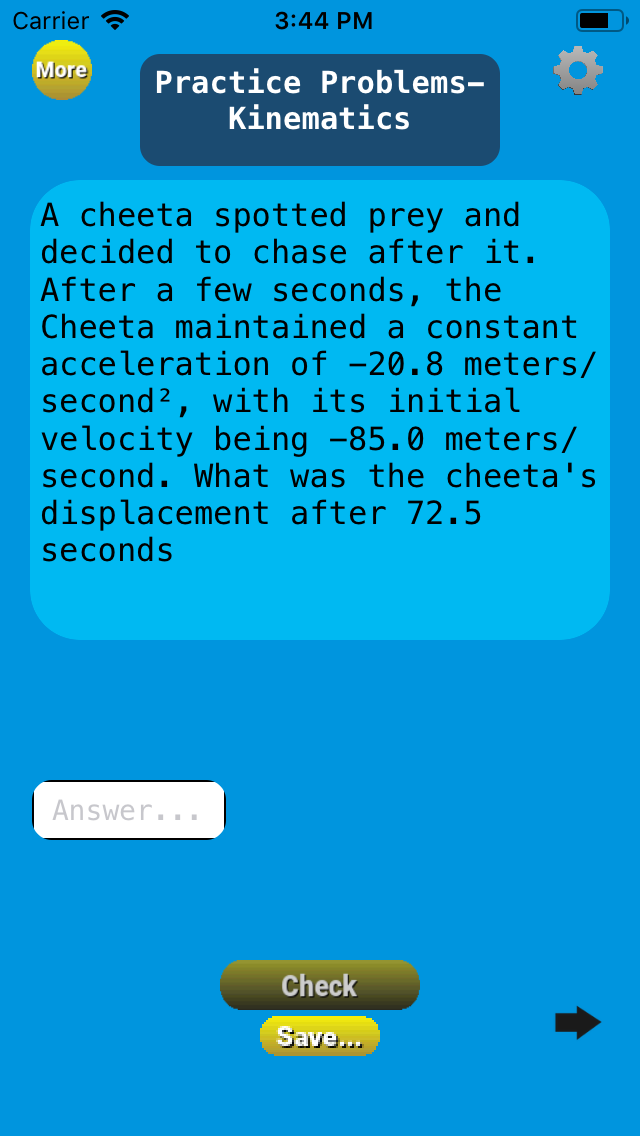 Carrier 3:44 PM
More
Practice Problems-
Kinematics
A cheeta spotted prey and
decided to chase after it.
After a few seconds, the
Cheeta maintained a constant
acceleration of -20.8 meters/
second², with its initial
velocity being -85.0 meters/
second. What was the cheeta's
displacement after 72.5
seconds
Answer...
Check
Save...